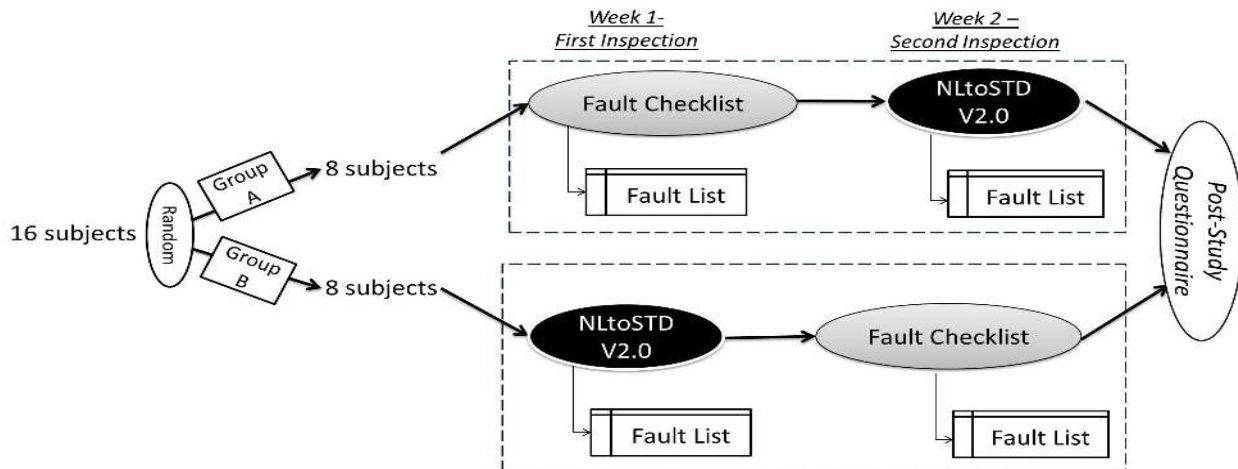 Week 1-
First Inspection
Week 2 –
Second Inspection
Fault Checklist
NLtoSTD
V2.0
Fault List
Fault List
16 subjects
Random
Group
A
8 subjects
Group
B
8 subjects
NLtoSTD
V2.0
Fault Checklist
Fault List
Fault List
Post-Study
Questionnaire